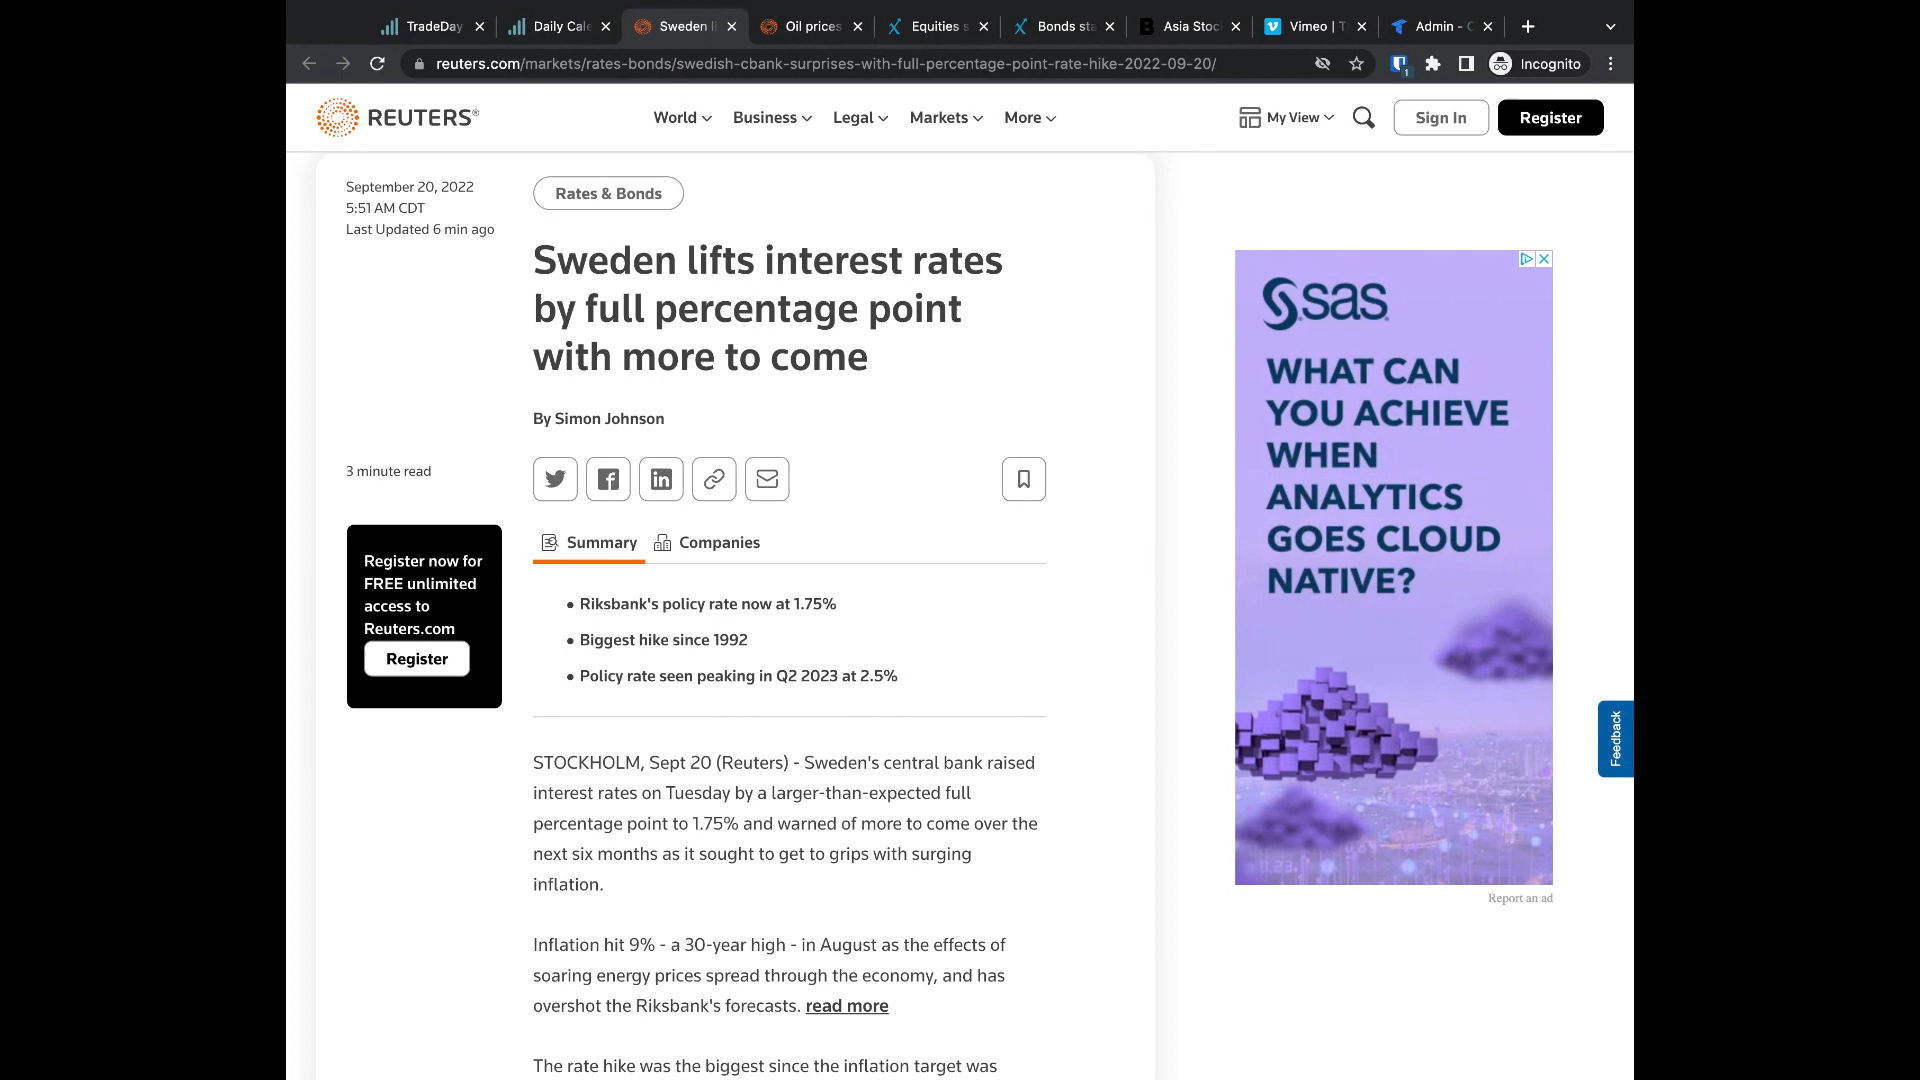 TradeDay
Daily Cale
Sweden li
Oil prices
Equities s
Bonds sta
Asia Stoc
Vimeo | T
Admin - C
reuters.com/markets/rates-bonds/swedish-cbank-surprises-with-full-percentage-point-rate-hike-2022-09-20/
1
Incognito
REUTERS®
World
Business
Legal
Markets
More
My View
Sign In
Register
September 20, 2022
5:51 AM CDT
Last Updated 6 min ago
Rates & Bonds
Sweden lifts interest rates
by full percentage point
with more to come
By Simon Johnson
3 minute read
Register now for
FREE unlimited
access to
Reuters.com
Register
Summary
Companies
• Riksbank's policy rate now at 1.75%
• Biggest hike since 1992
• Policy rate seen peaking in Q2 2023 at 2.5%
STOCKHOLM, Sept 20 (Reuters) - Sweden's central bank raised
interest rates on Tuesday by a larger-than-expected full
percentage point to 1.75% and warned of more to come over the
next six months as it sought to get to grips with surging
inflation.
Inflation hit 9% - a 30-year high - in August as the effects of
soaring energy prices spread through the economy, and has
overshot the Riksbank's forecasts. read more
The rate hike was the biggest since the inflation target was
sas
WHAT CAN
YOU ACHIEVE
WHEN
ANALYTICS
GOES CLOUD
NATIVE?
Report an ad
Feedback